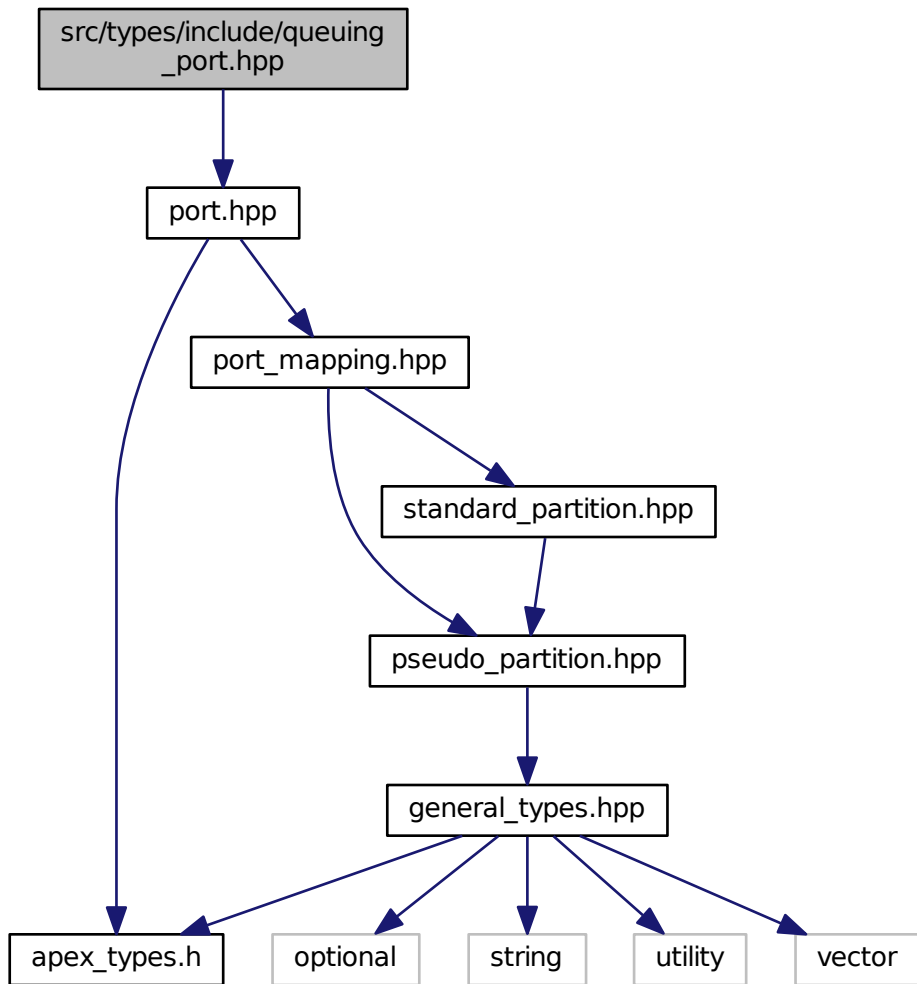 src/types/include/queuing
_port.hpp
port.hpp
port_mapping.hpp
standard_partition.hpp
pseudo_partition.hpp
general_types.hpp
apex_types.h
optional
string
utility
vector